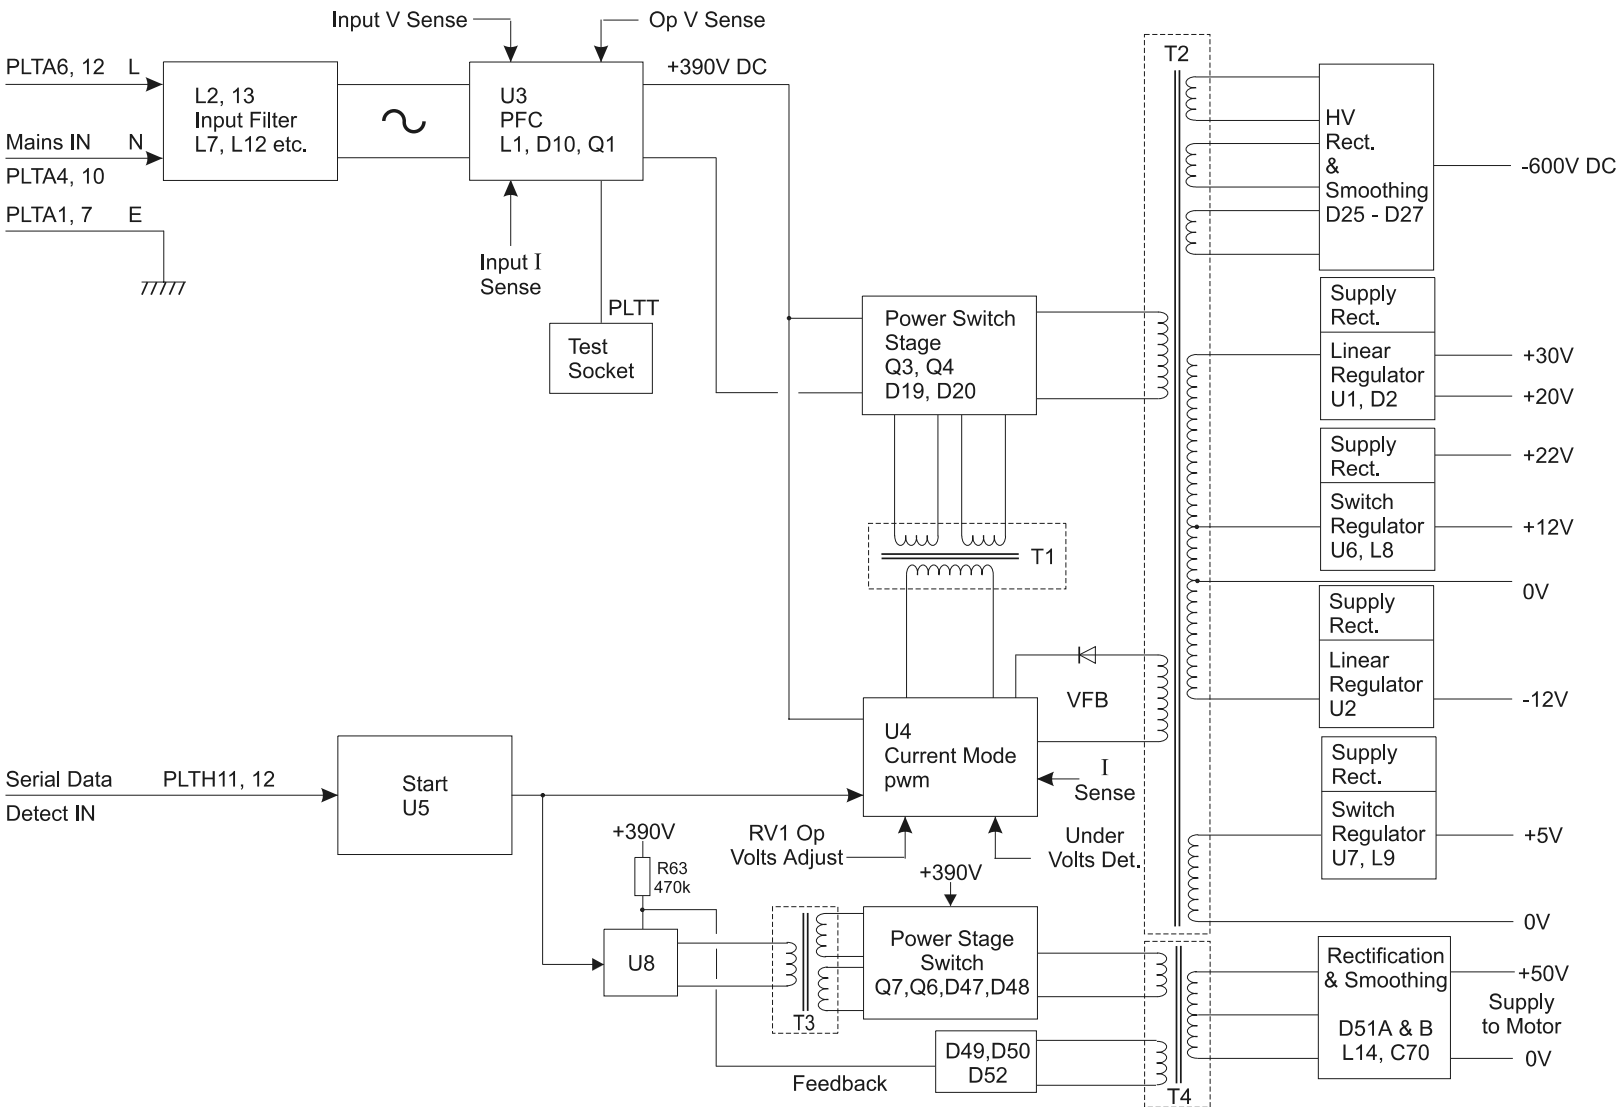 Input V Sense
Op V Sense
PLTA6, 12 L
Mains IN N
PLTA4, 10
PLTA1, 7 E
L2, 13
Input Filter
L7, L12 etc.
U3
PFC
L1, D10, Q1
+390V DC
Input I
Sense
PLTT
Test
Socket
T2
HV
Rect.
&
Smoothing
D25 - D27
-600V DC
Power Switch
Stage
Q3, Q4
D19, D20
Supply
Rect.
Linear
Regulator
U1, D2
+30V
+20V
Supply
Rect.
+22V
Switch
Regulator
U6, L8
+12V
T1
0V
Supply
Rect.
Linear
Regulator
U2
-12V
VFB
U4
Current Mode
pwm
I
Sense
Supply
Rect.
Switch
Regulator
U7, L9
+5V
0V
Serial Data PLTH11, 12
Detect IN
Start
U5
RV1 Op
Volts Adjust
Under
Volts Det.
+390V
R63
470k
U8
T3
+390V
Power Stage
Switch
Q7,Q6,D47,D48
Rectification
& Smoothing
D51A & B
L14, C70
+50V
Supply
to Motor
0V
Feedback
D49,D50
D52
T4